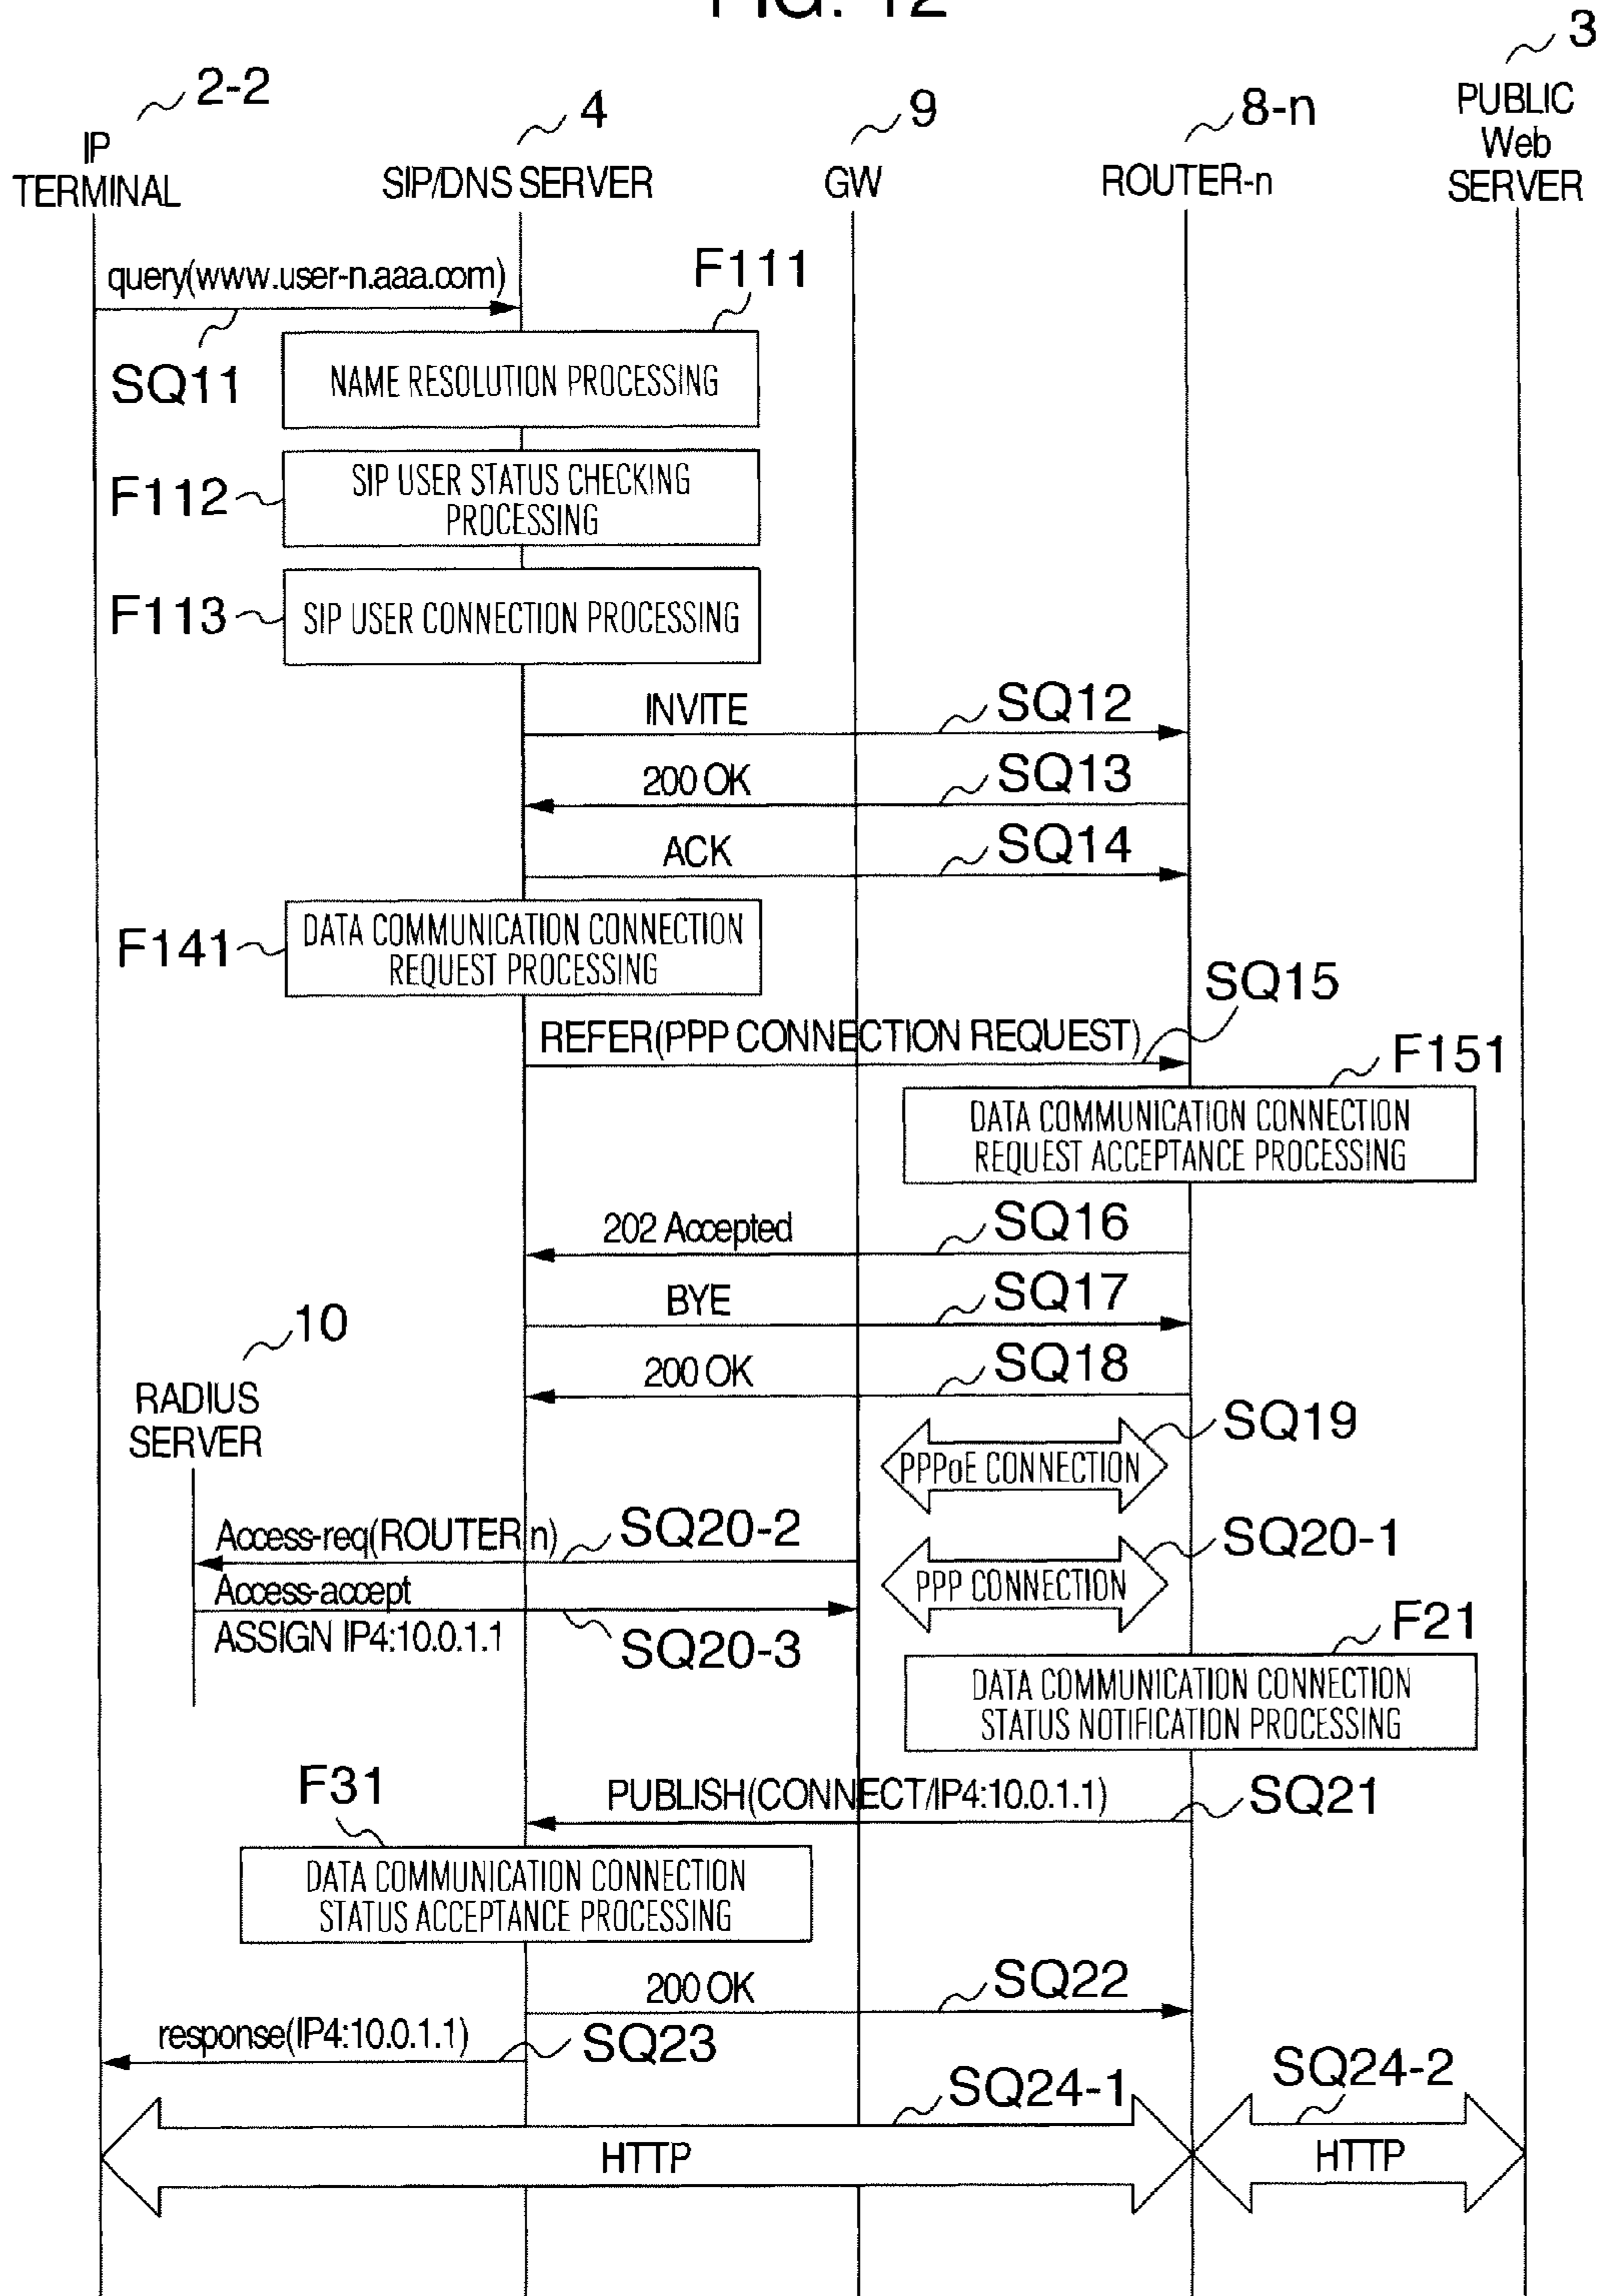 FIG. 12
3
2-2
4
9
8-n
PUBLIC
Web
SERVER
IP
TERMINAL
SIP/DNS SERVER
GW
ROUTER-n
query(www.user-n.aaa.com)
F111
SQ11
NAME RESOLUTION PROCESSING
F112
SIP USER STATUS CHECKING
PROCESSING
F113
SIP USER CONNECTION PROCESSING
INVITE
SQ12
200 OK
SQ13
ACK
SQ14
F141
DATA COMMUNICATION CONNECTION
REQUEST PROCESSING
SQ15
REFER(PPP CONNECTION REQUEST)
F151
DATA COMMUNICATION CONNECTION
REQUEST ACCEPTANCE PROCESSING
202 Accepted
SQ16
BYE
SQ17
10
200 OK
SQ18
RADIUS
SERVER
SQ19
PPPoE CONNECTION
Access-req(ROUTER n)
SQ20-2
SQ20-1
PPP CONNECTION
Access-accept
ASSIGN IP4:10.0.1.1
SQ20-3
F21
DATA COMMUNICATION CONNECTION
STATUS NOTIFICATION PROCESSING
F31
PUBLISH(CONNECT/IP4:10.0.1.1)
SQ21
DATA COMMUNICATION CONNECTION
STATUS ACCEPTANCE PROCESSING
200 OK
SQ22
response(IP4:10.0.1.1)
SQ23
SQ24-1
SQ24-2
HTTP
HTTP